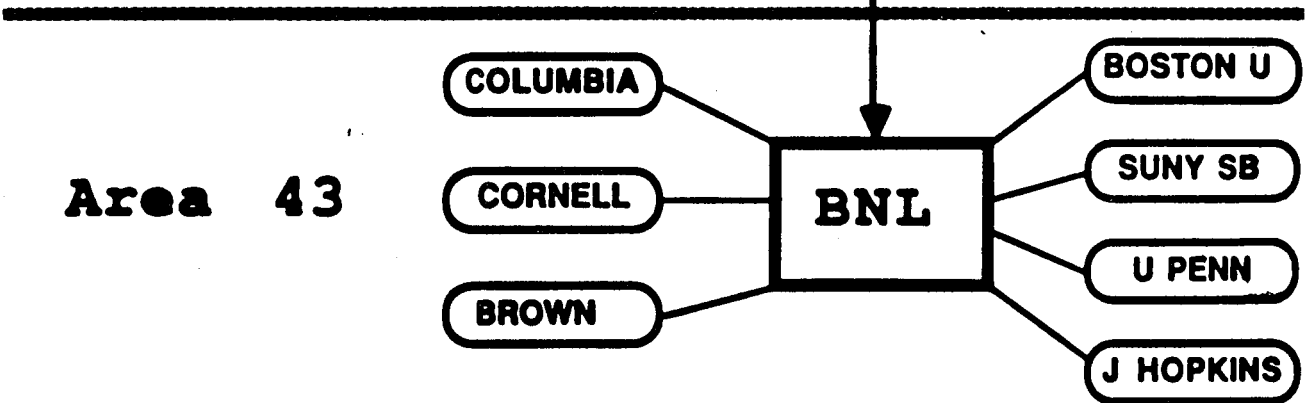 COLUMBIA
BOSTON U
SUNY SB
Area 43
CORNELL
BNL
U PENN
BROWN
J HOPKINS